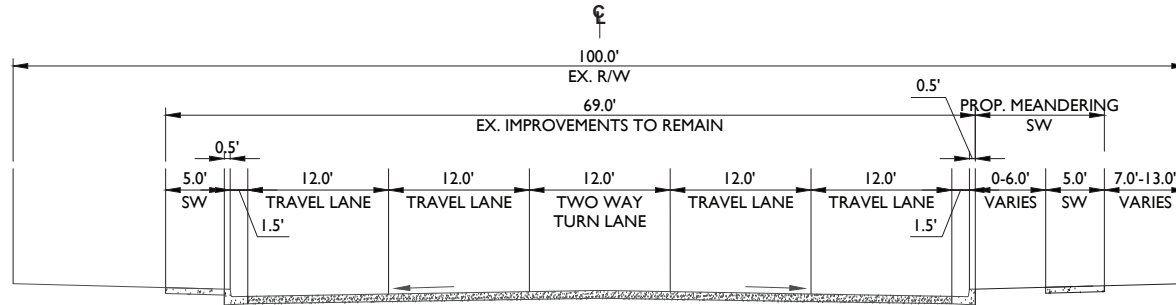 ℄
100.0'
EX. R/W
0.5'
69.0'
PROP. MEANDERING
EX. IMPROVEMENTS TO REMAIN
SW
0.5'
5.0' 12.0' 12.0' 12.0' 12.0' 12.0' 0-6.0' 5.0' 7.0'-13.0'
SW TRAVEL LANE TRAVEL LANE TWO WAY TRAVEL LANE TRAVEL LANE VARIES SW VARIES
TURN LANE
1.5' 1.5'